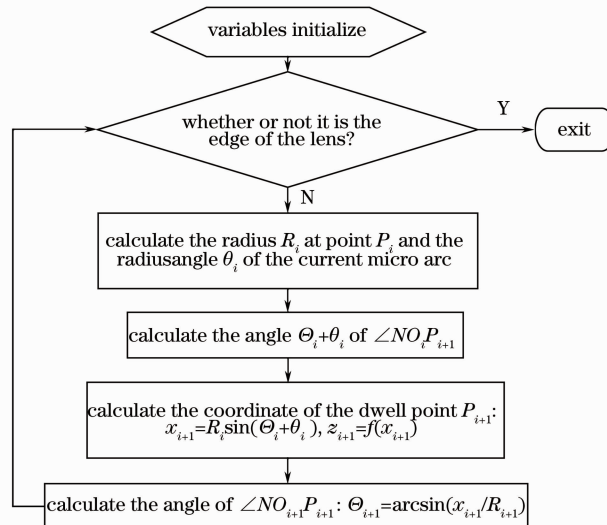 variables initialize
whether or not it is the
edge of the lens?
Y
exit
N
calculate the radius R_i at point P_i and the
radiusangle θ_i of the current micro arc
calculate the angle Θ_i+θ_i of ∠NO_iP_{i+1}
calculate the coordinate of the dwell point P_{i+1}:
x_{i+1}=R_i sin(Θ_i+θ_i), z_{i+1}=f(x_{i+1})
calculate the angle of ∠NO_{i+1}P_{i+1}: Θ_{i+1}=arcsin(x_{i+1}/R_{i+1})